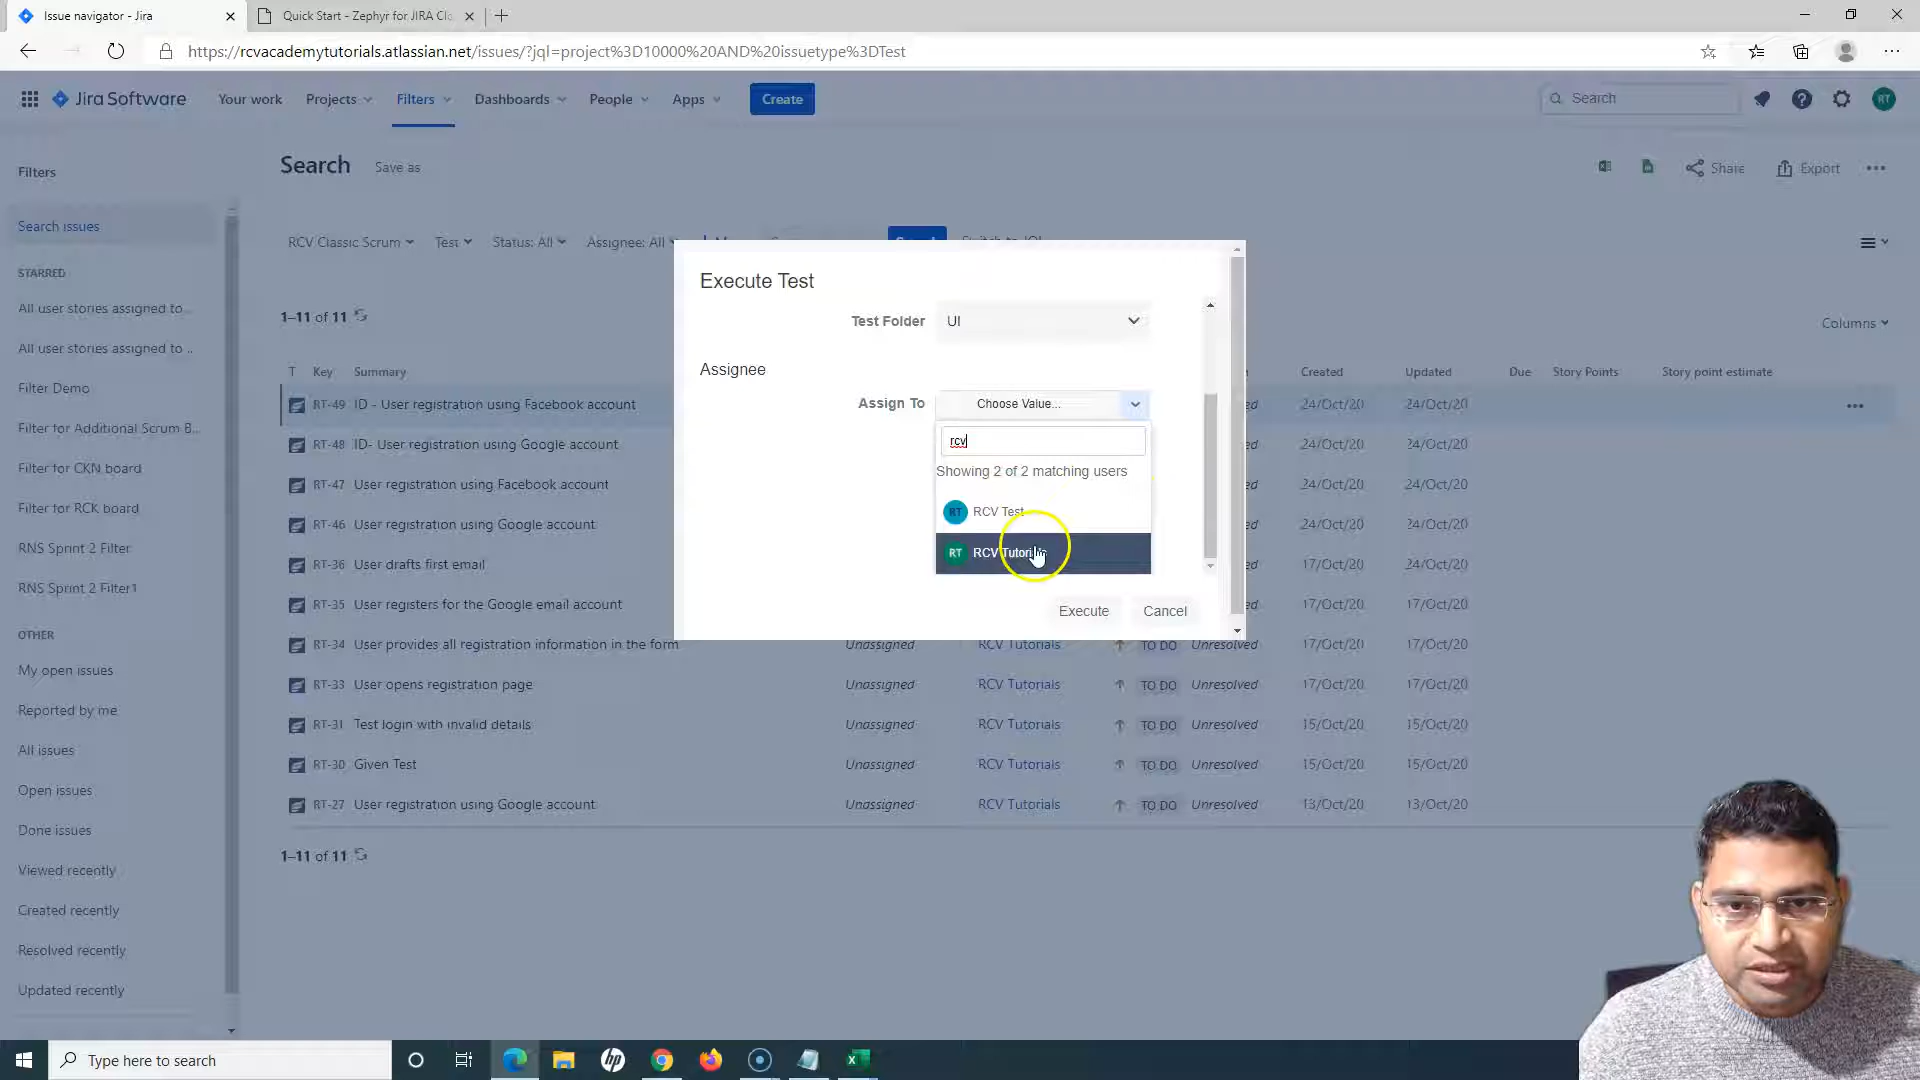 Issue navigator - Jira
Quick Start - Zephyr for JIRA Clo
https://rcvacademytutorials.atlassian.net/issues/?jql=project%3D10000%20AND%20issuetype%3DTest
Jira Software
Your work
Projects
Filters
Dashboards
People
Apps
Create
Search
RT
Filters
Search
Save as
Share
Export
Search issues
RCV Classic Scrum
Test
Status: All
Assignee: All
STARRED
All user stories assigned to...
All user stories assigned to ..
Filter Demo
Filter for Additional Scrum B...
Filter for CKN board
Filter for RCK board
RNS Sprint 2 Filter
RNS Sprint 2 Filter1
OTHER
My open issues
Reported by me
All issues
Open issues
Done issues
Viewed recently
Created recently
Resolved recently
Updated recently
1–11 of 11
Columns
T Key Summary Created Updated Due Story Points Story point estimate
RT-49 ID - User registration using Facebook account 24/Oct/20 24/Oct/20
RT-48 ID- User registration using Google account 24/Oct/20 24/Oct/20
RT-47 User registration using Facebook account 24/Oct/20 24/Oct/20
RT-46 User registration using Google account 24/Oct/20 24/Oct/20
RT-36 User drafts first email 17/Oct/20 24/Oct/20
RT-35 User registers for the Google email account 17/Oct/20 17/Oct/20
RT-34 User provides all registration information in the form Unassigned RCV Tutorials TO DO Unresolved 17/Oct/20 17/Oct/20
RT-33 User opens registration page Unassigned RCV Tutorials TO DO Unresolved 17/Oct/20 17/Oct/20
RT-31 Test login with invalid details Unassigned RCV Tutorials TO DO Unresolved 15/Oct/20 15/Oct/20
RT-30 Given Test Unassigned RCV Tutorials TO DO Unresolved 15/Oct/20 15/Oct/20
RT-27 User registration using Google account Unassigned RCV Tutorials TO DO Unresolved 13/Oct/20 13/Oct/20
1–11 of 11
Execute Test
Test Folder UI
Assignee
Assign To Choose Value...
rcv
Showing 2 of 2 matching users
RT RCV Test
RT RCV Tutorials
Execute Cancel
Type here to search